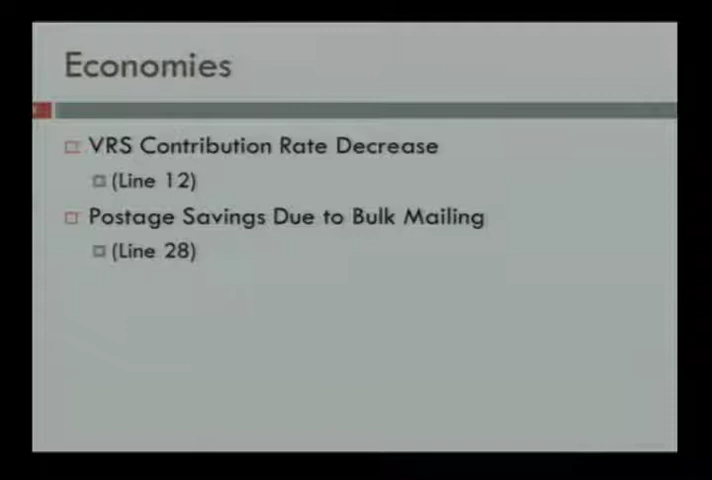 Economies
VRS Contribution Rate Decrease
(Line 12)
Postage Savings Due to Bulk Mailing
(Line 28)